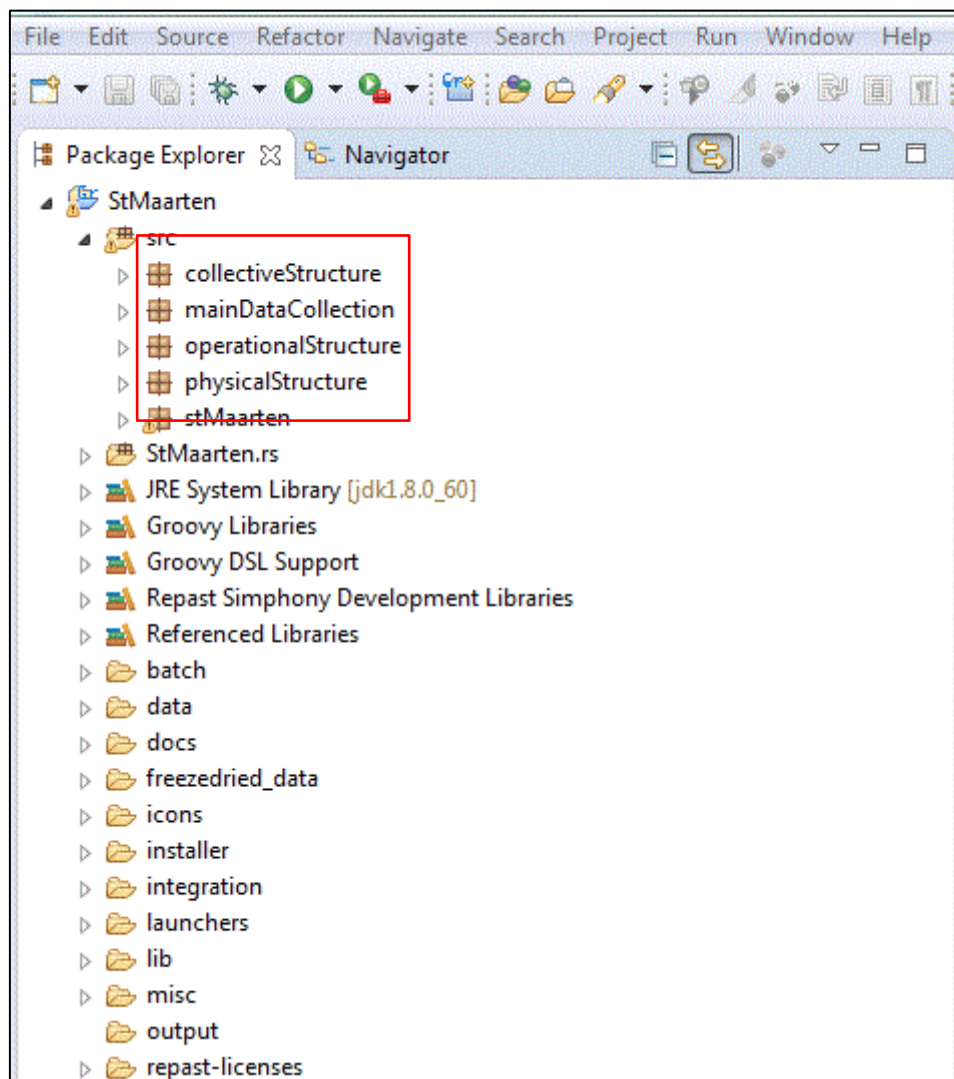 File Edit Source Refactor Navigate Search Project Run Window Help
Package Explorer Navigator
StMaarten
src
collectiveStructure
mainDataCollection
operationalStructure
physicalStructure
stMaarten
StMaarten.rs
JRE System Library [jdk1.8.0_60]
Groovy Libraries
Groovy DSL Support
Repast Simphony Development Libraries
Referenced Libraries
batch
data
docs
freezedried_data
icons
installer
integration
launchers
lib
misc
output
repast-licenses